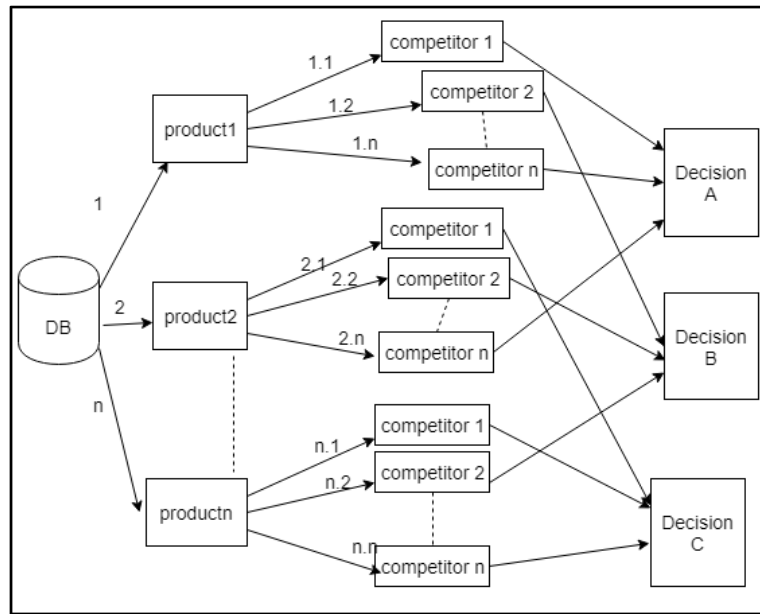 competitor 1
1.1
competitor 2
1.2
product1
1.n
competitor n
Decision
A
1
competitor 1
2.1
competitor 2
2.2
DB
2
product2
2.n
competitor n
Decision
B
n
competitor 1
n.1
competitor 2
n.2
productn
n.n
competitor n
Decision
C